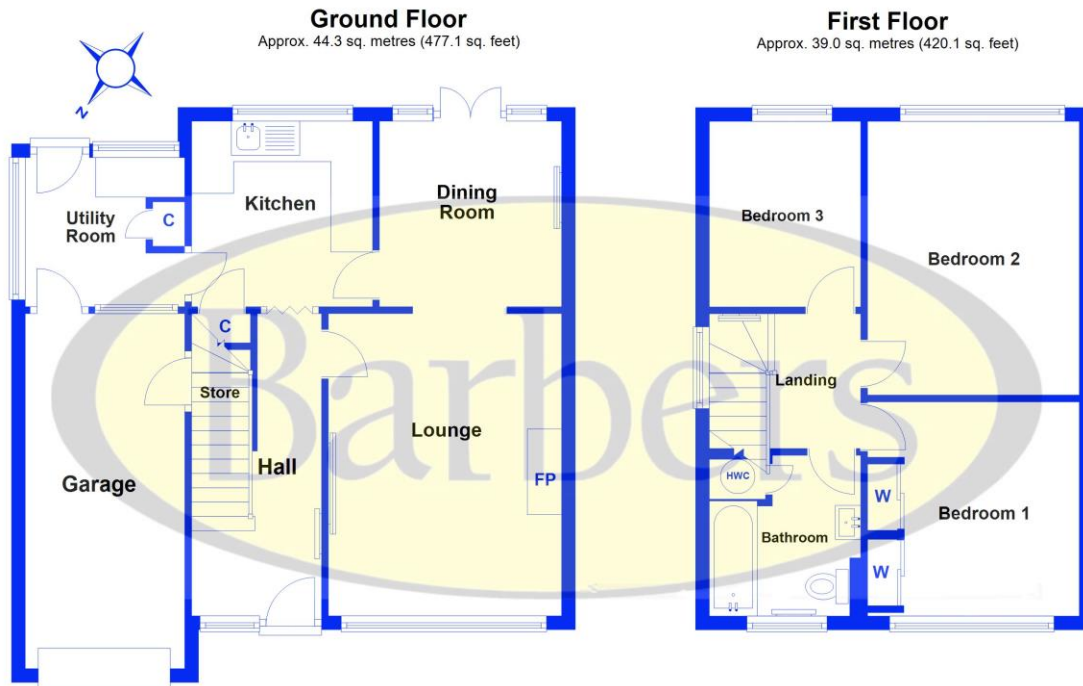 Ground Floor
Approx. 44.3 sq. metres (477.1 sq. feet)
First Floor
Approx. 39.0 sq. metres (420.1 sq. feet)
N
Utility
Room
C
Kitchen
Dining
Room
C
Store
Hall
Lounge
FP
Garage
Bedroom 3
Bedroom 2
Landing
HWC
Bathroom
W
W
Bedroom 1
Barbers